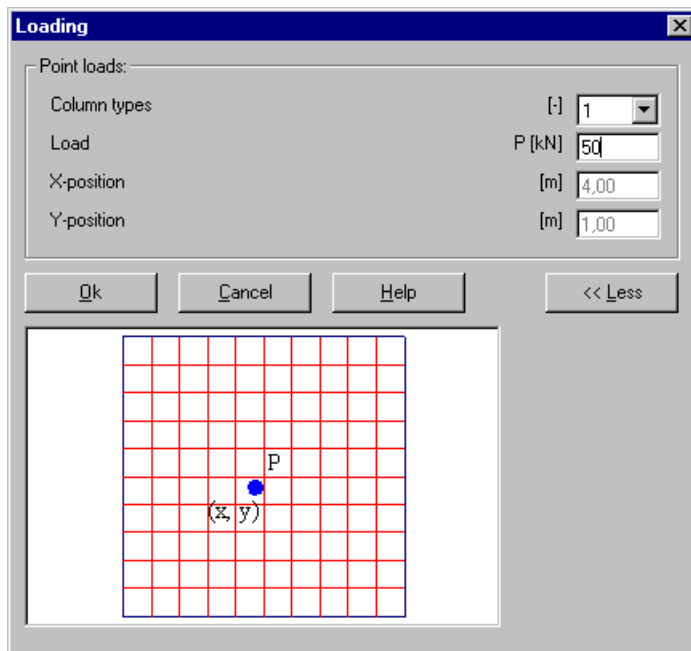 Loading
Point loads:
Column types [-] 1
Load P [kN] 50
X-position [m] 4,00
Y-position [m] 1,00
Ok Cancel Help << Less
P
(x, y)